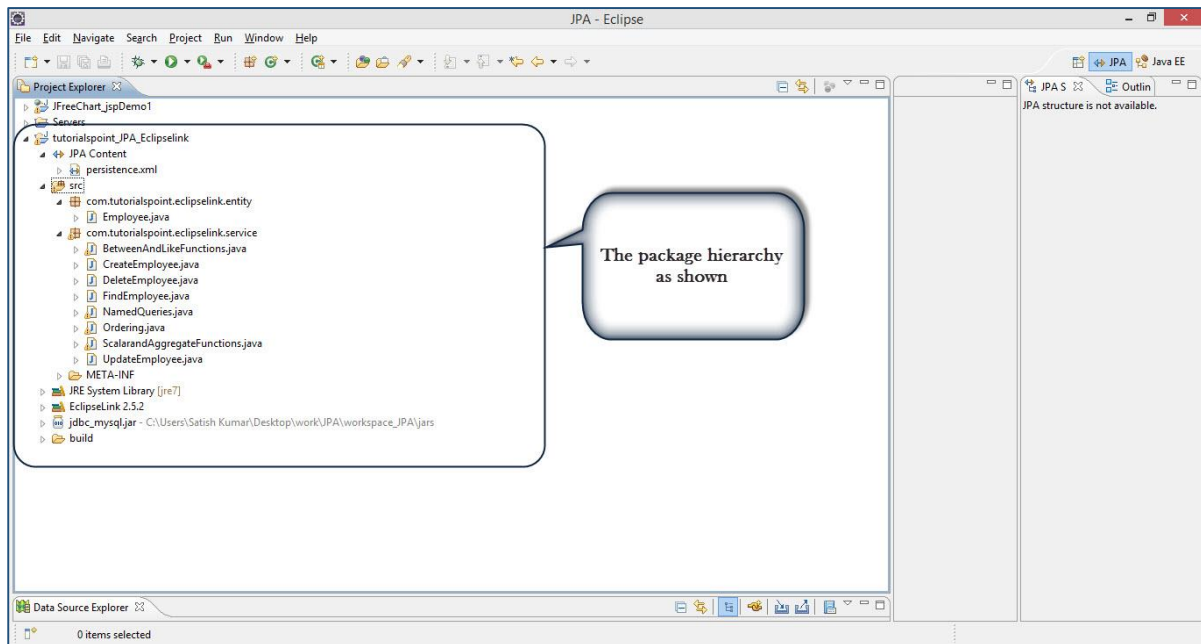 JPA - Eclipse
File Edit Navigate Search Project Run Window Help
JPA Java EE
Project Explorer
JFreeChart_jspDemo1
Servers
tutorialspoint_JPA_Eclipselink
JPA Content
persistence.xml
src
com.tutorialspoint.eclipselink.entity
Employee.java
com.tutorialspoint.eclipselink.service
BetweenAndLikeFunctions.java
CreateEmployee.java
DeleteEmployee.java
FindEmployee.java
NamedQueries.java
Ordering.java
ScalarandAggregateFunctions.java
UpdateEmployee.java
META-INF
JRE System Library [jre7]
EclipseLink 2.5.2
jdbc_mysql.jar - C:\Users\Satish Kumar\Desktop\work\JPA\workspace_JPA\jars
build
The package hierarchy
as shown
JPA S Outlin
JPA structure is not available.
Data Source Explorer
0 items selected